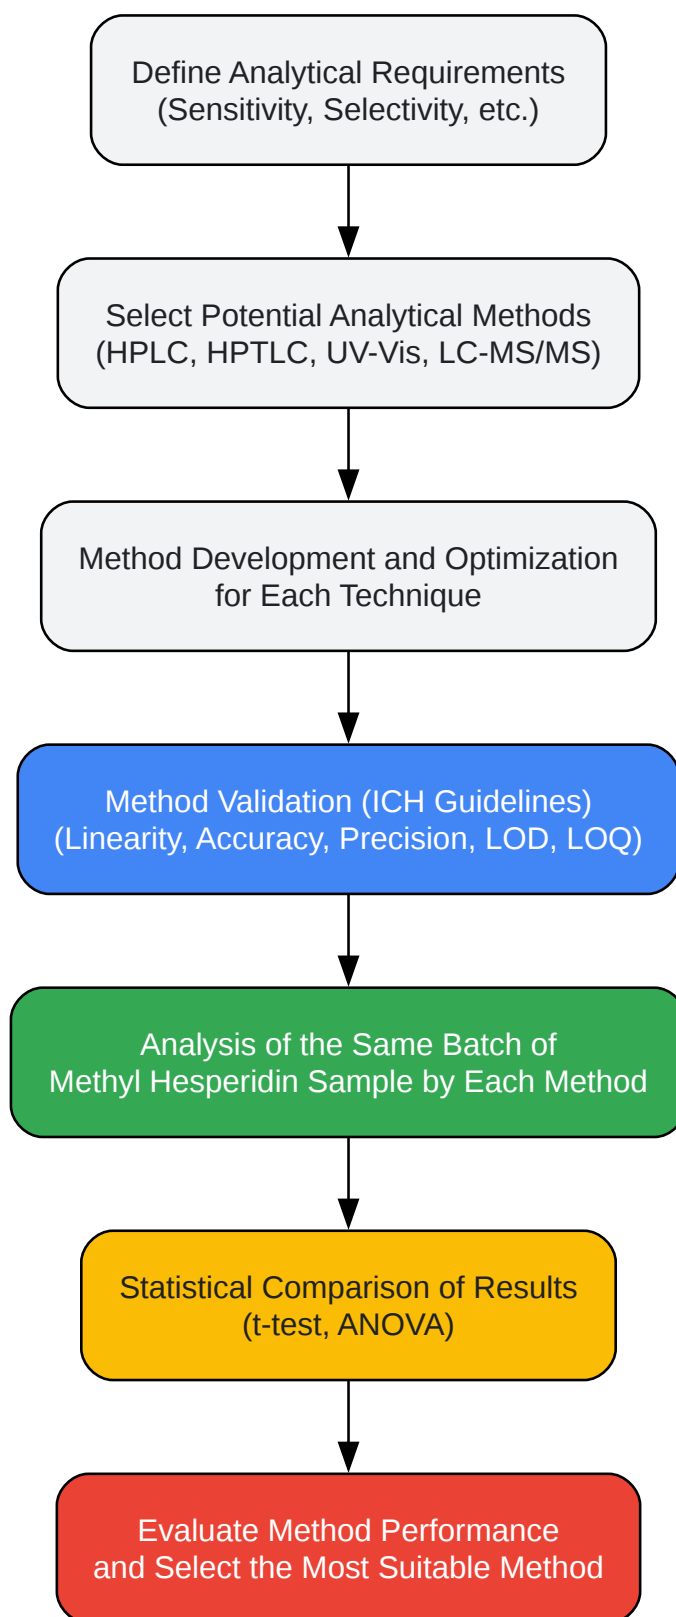 Define Analytical Requirements
(Sensitivity, Selectivity, etc.)
Select Potential Analytical Methods
(HPLC, HPTLC, UV-Vis, LC-MS/MS)
Method Development and Optimization
for Each Technique
Method Validation (ICH Guidelines)
(Linearity, Accuracy, Precision, LOD, LOQ)
Analysis of the Same Batch of
Methyl Hesperidin Sample by Each Method
Statistical Comparison of Results
(t-test, ANOVA)
Evaluate Method Performance
and Select the Most Suitable Method